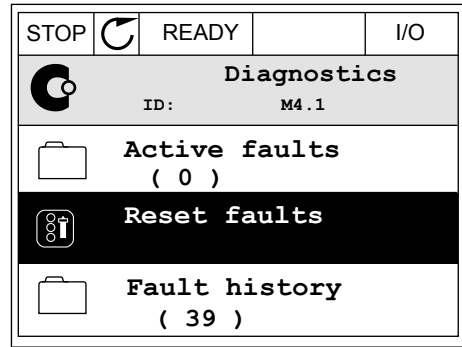 STOP READY I/O
Diagnostics
ID: M4.1
Active faults
( 0 )
Reset faults
Fault history
( 39 )